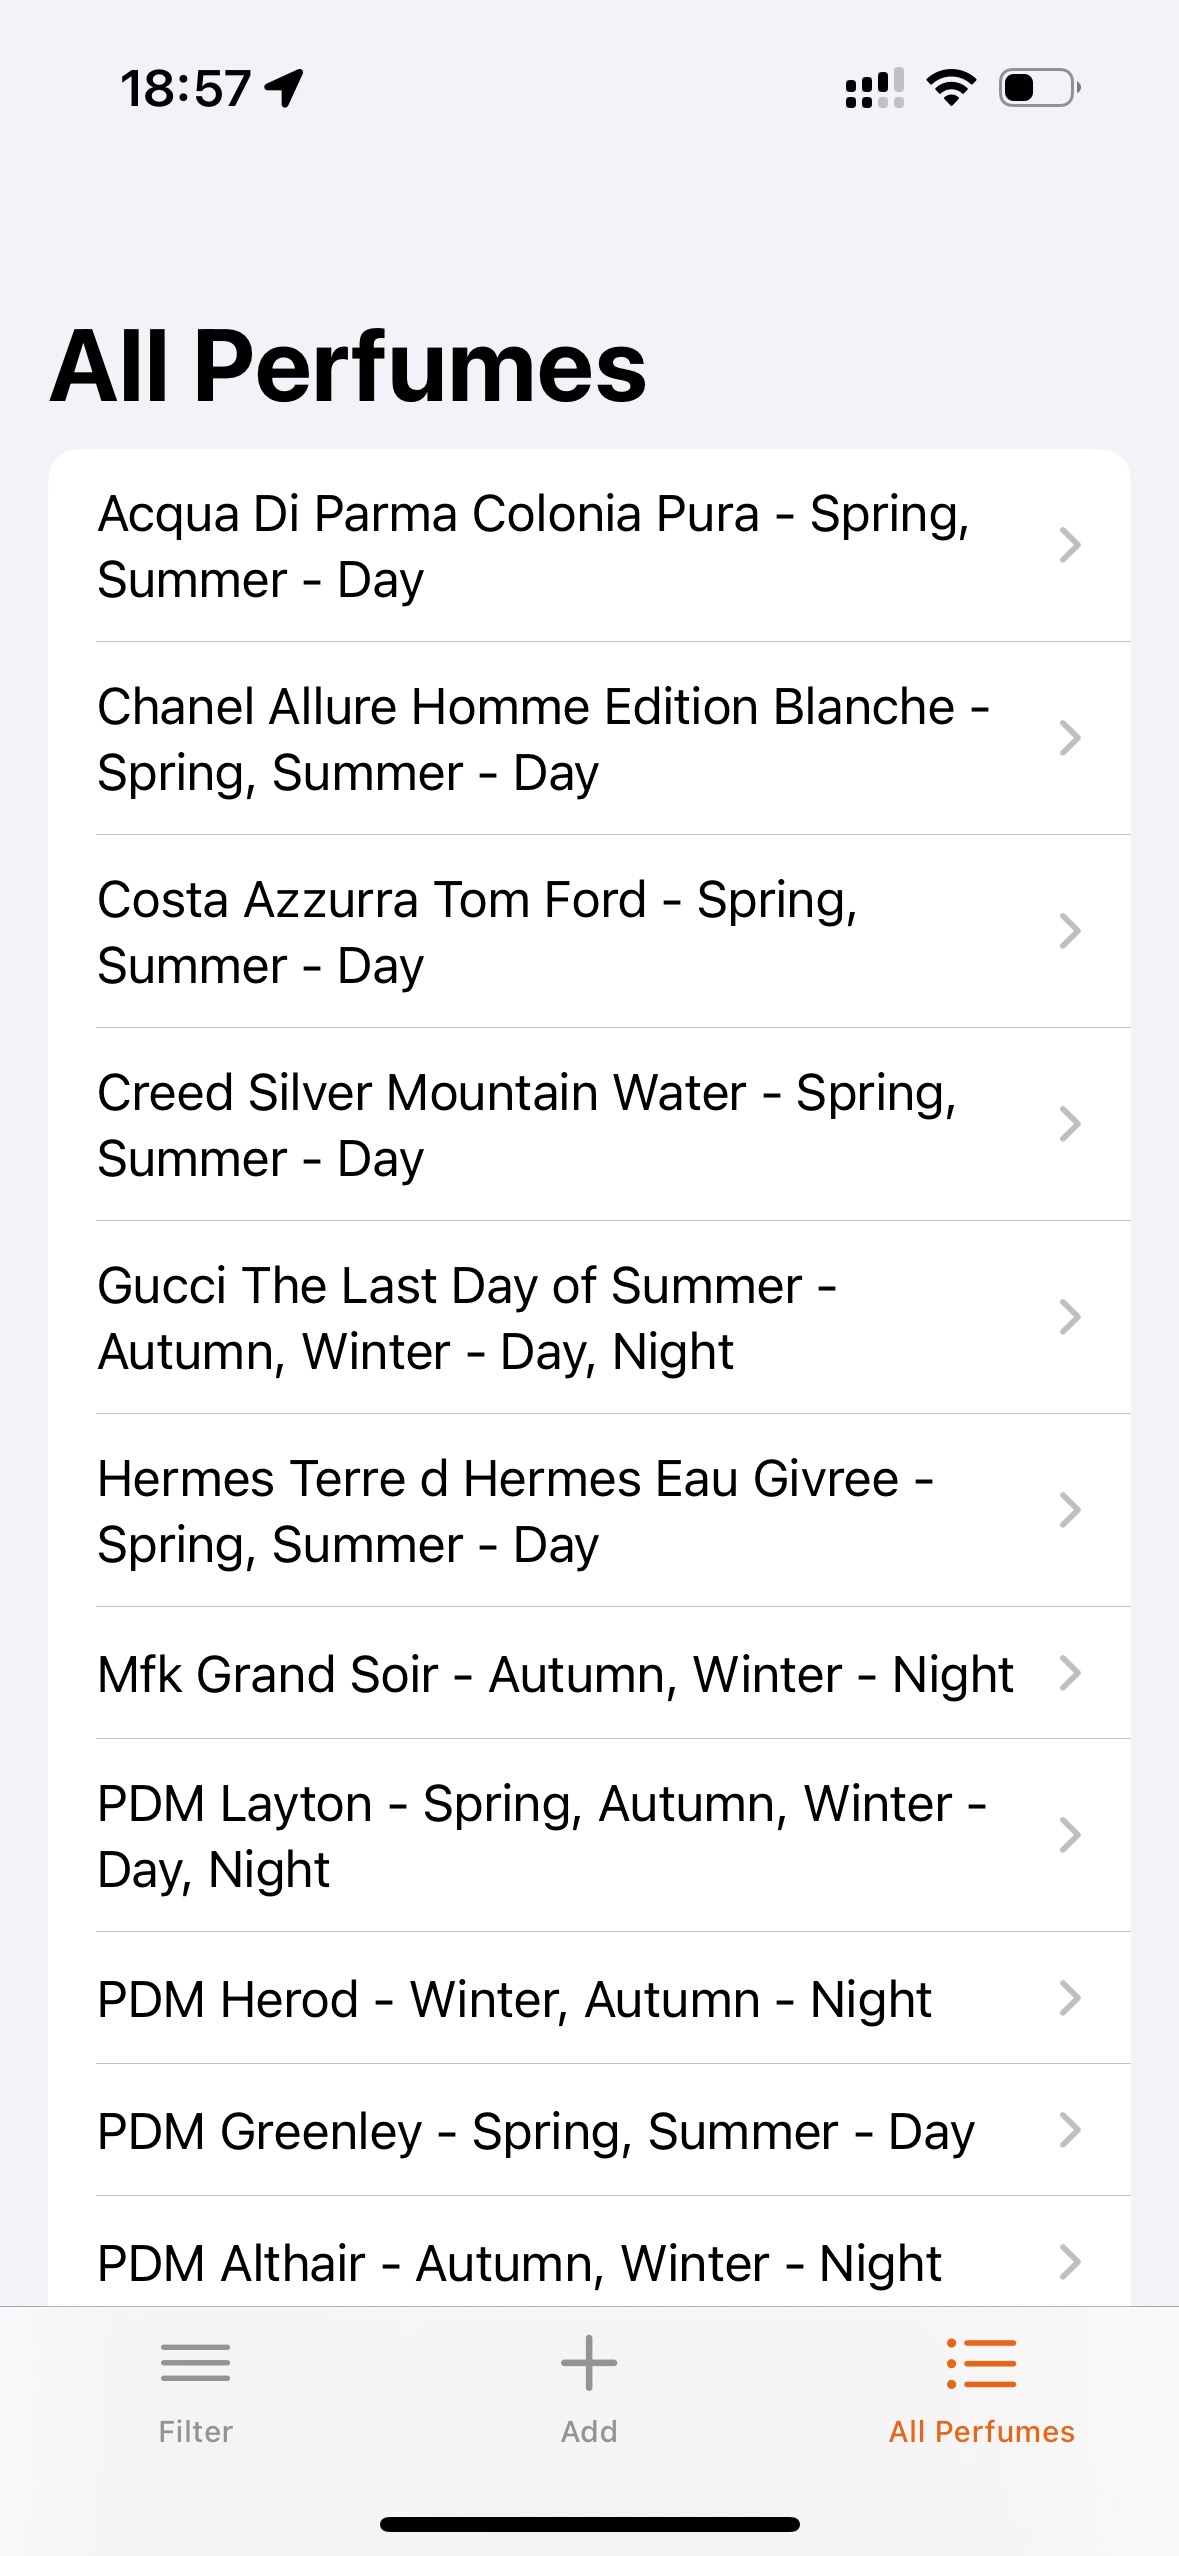 18:57
All Perfumes
Acqua Di Parma Colonia Pura - Spring,
Summer - Day
Chanel Allure Homme Edition Blanche -
Spring, Summer - Day
Costa Azzurra Tom Ford - Spring,
Summer - Day
Creed Silver Mountain Water - Spring,
Summer - Day
Gucci The Last Day of Summer -
Autumn, Winter - Day, Night
Hermes Terre d Hermes Eau Givree -
Spring, Summer - Day
Mfk Grand Soir - Autumn, Winter - Night
PDM Layton - Spring, Autumn, Winter -
Day, Night
PDM Herod - Winter, Autumn - Night
PDM Greenley - Spring, Summer - Day
PDM Althair - Autumn, Winter - Night
Filter
Add
All Perfumes